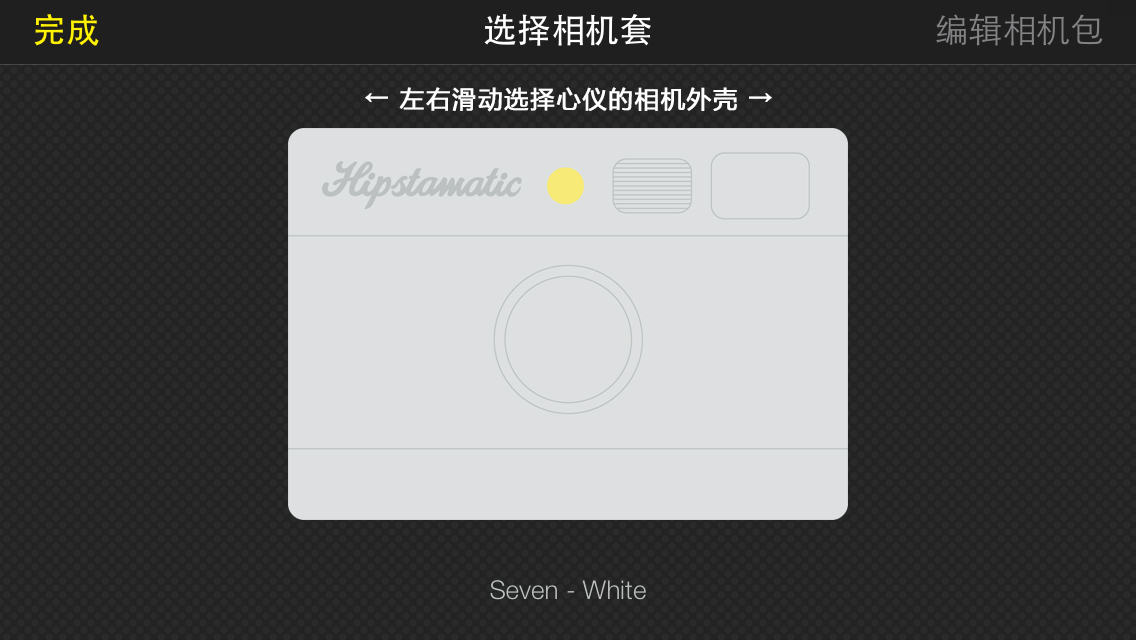 完成
选择相机套
编辑相机包
← 左右滑动选择心仪的相机外壳 →
Hipstamatic
Seven - White